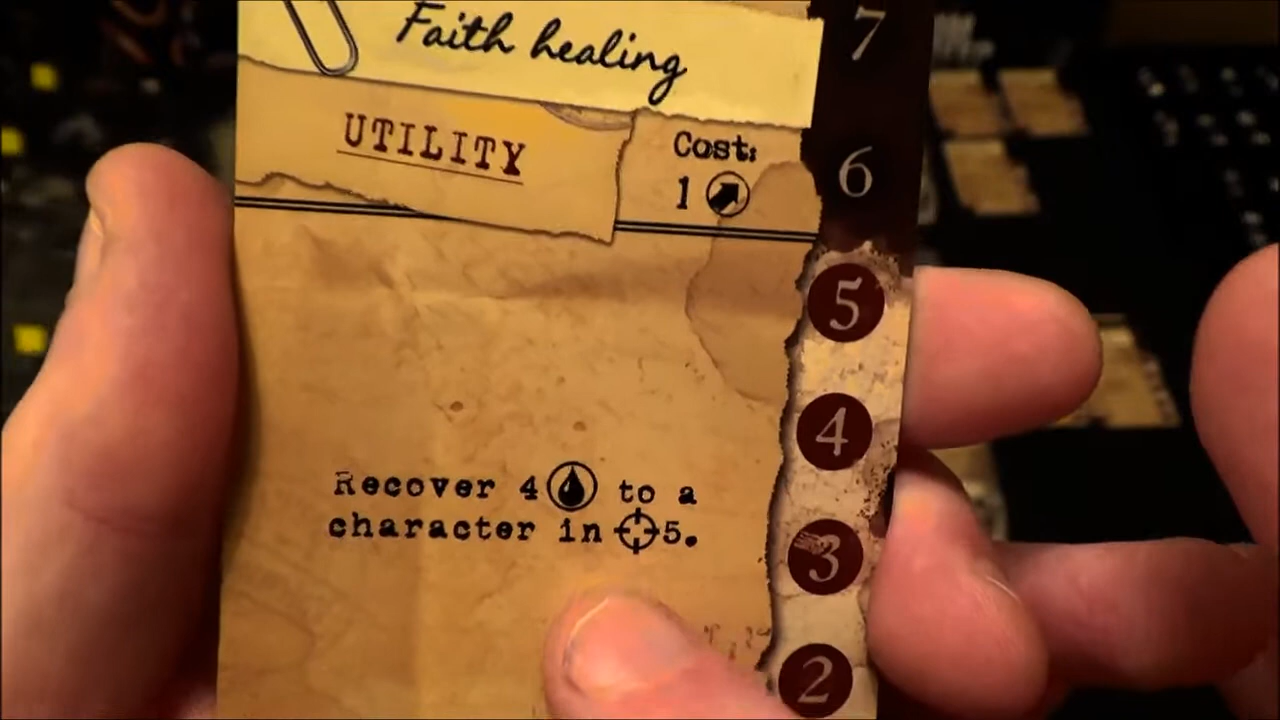 Faith healing
UTILITY
Cost:
1
Recover 4 to a
character in 5.
7
6
5
4
3
2